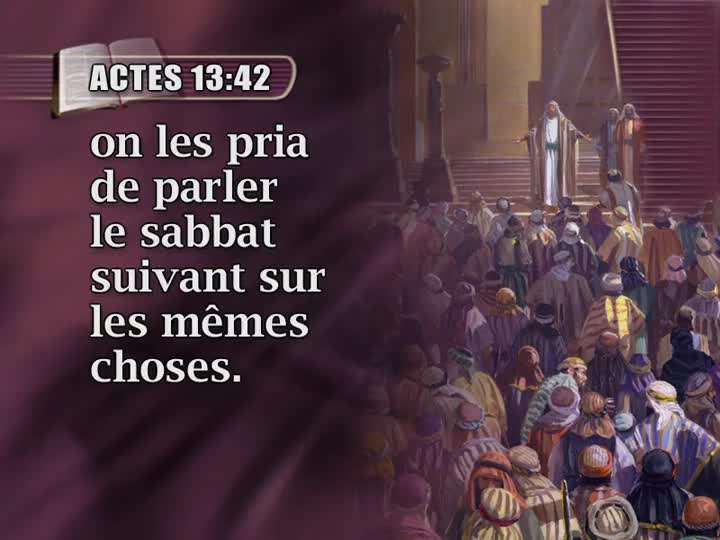 ACTES 13:42
on les pria
de parler
le sabbat
suivant sur
les mêmes
choses.